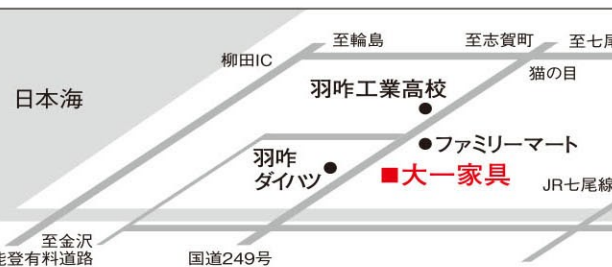 至輪島
至志賀町
至七尾
柳田IC
猫の目
日本海
羽咋工業高校
ファミリーマート
羽咋
ダイハツ
■大一家具
JR七尾線
至金沢
能登有料道路
国道249号